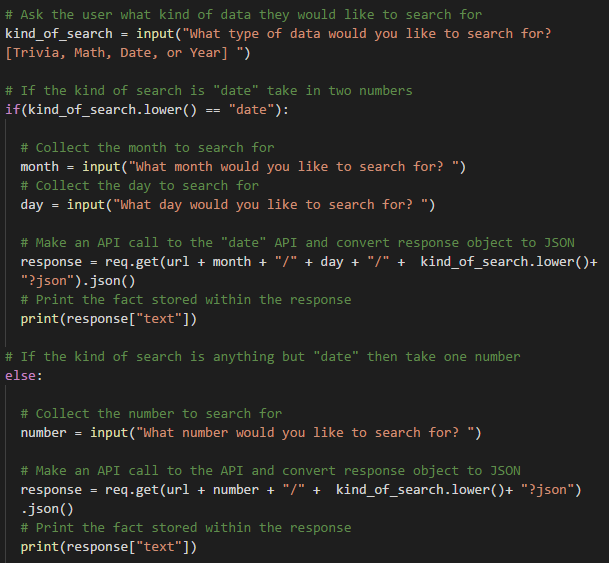 # Ask the user what kind of data they would like to search for
kind_of_search = input("What type of data would you like to search for?
[Trivia, Math, Date, or Year] ")
# If the kind of search is "date" take in two numbers
if(kind_of_search.lower() == "date"):
# Collect the month to search for
month = input("What month would you like to search for? ")
# Collect the day to search for
day = input("What day would you like to search for? ")
# Make an API call to the "date" API and convert response object to JSON
response = req.get(url + month + "/" + day + "/" +  kind_of_search.lower()+
"?json").json()
# Print the fact stored within the response
print(response["text"])
# If the kind of search is anything but "date" then take one number
else:
# Collect the number to search for
number = input("What number would you like to search for? ")
# Make an API call to the API and convert response object to JSON
response = req.get(url + number + "/" +  kind_of_search.lower()+ "?json")
.json()
# Print the fact stored within the response
print(response["text"])